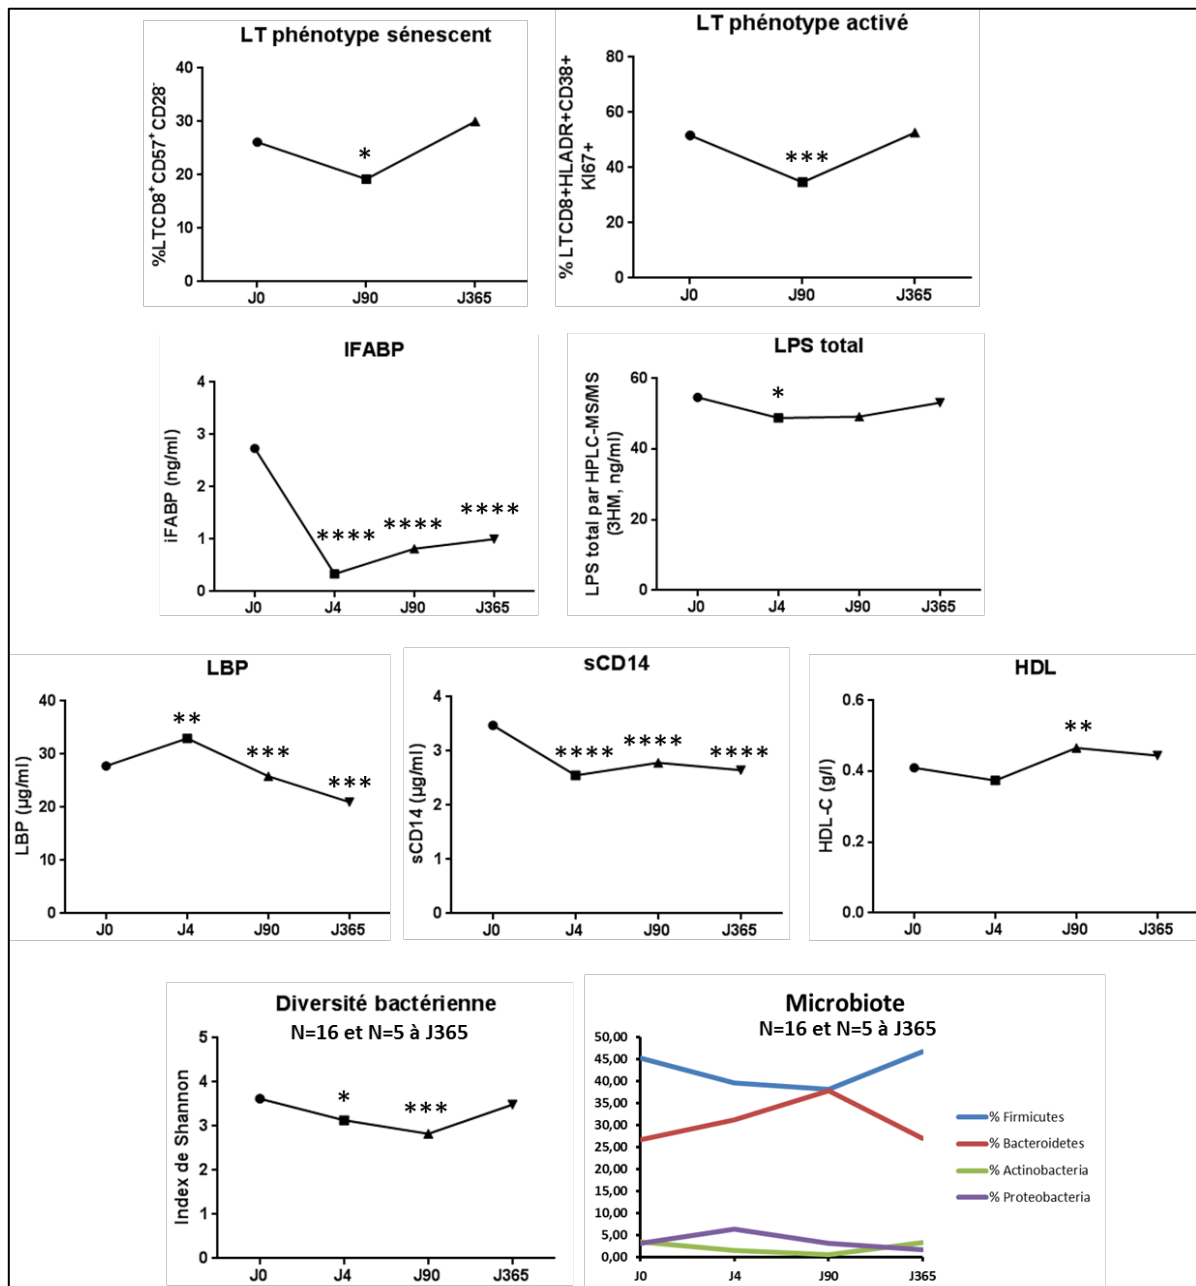 LT phénotype sénescent
%LTCD8+ CD57+ CD28-
40
30
20
10
0
*
J0 J90 J365
LT phénotype activé
% LTCD8+HLADR+CD38+
KI67+
80
60
40
20
0
***
J0 J90 J365
IFABP
iFABP (ng/ml)
4
3
2
1
0
**** **** ****
J0 J4 J90 J365
LPS total
LPS total par HPLC-MS/MS
(3HM, ng/ml)
60
40
20
0
*
J0 J4 J90 J365
LBP
LBP (µg/ml)
40
30
20
10
0
** *** ***
J0 J4 J90 J365
sCD14
sCD14 (µg/ml)
4
3
2
1
0
**** **** ****
J0 J4 J90 J365
HDL
HDL-C (g/l)
0.6
0.4
0.2
0.0
**
J0 J4 J90 J365
Diversité bactérienne
N=16 et N=5 à J365
Index de Shannon
5
4
3
2
1
0
* ***
J0 J4 J90 J365
Microbiote
N=16 et N=5 à J365
50,00
45,00
40,00
35,00
30,00
25,00
20,00
15,00
10,00
5,00
0,00
J0 J4 J90 J365
% Firmicutes
% Bacteroidetes
% Actinobacteria
% Proteobacteria